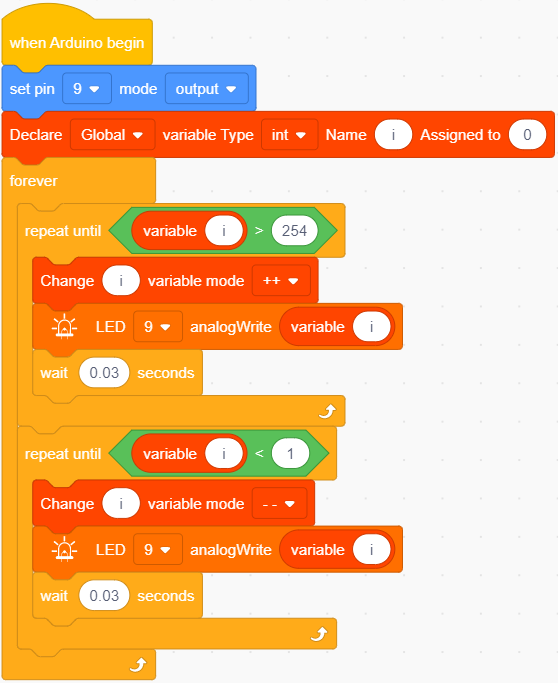 when Arduino begin
set pin 9 mode output
Declare Global variable Type int Name i Assigned to 0
forever
repeat until variable i > 254
Change i variable mode ++
LED 9 analogWrite variable i
wait 0.03 seconds
repeat until variable i < 1
Change i variable mode - -
LED 9 analogWrite variable i
wait 0.03 seconds